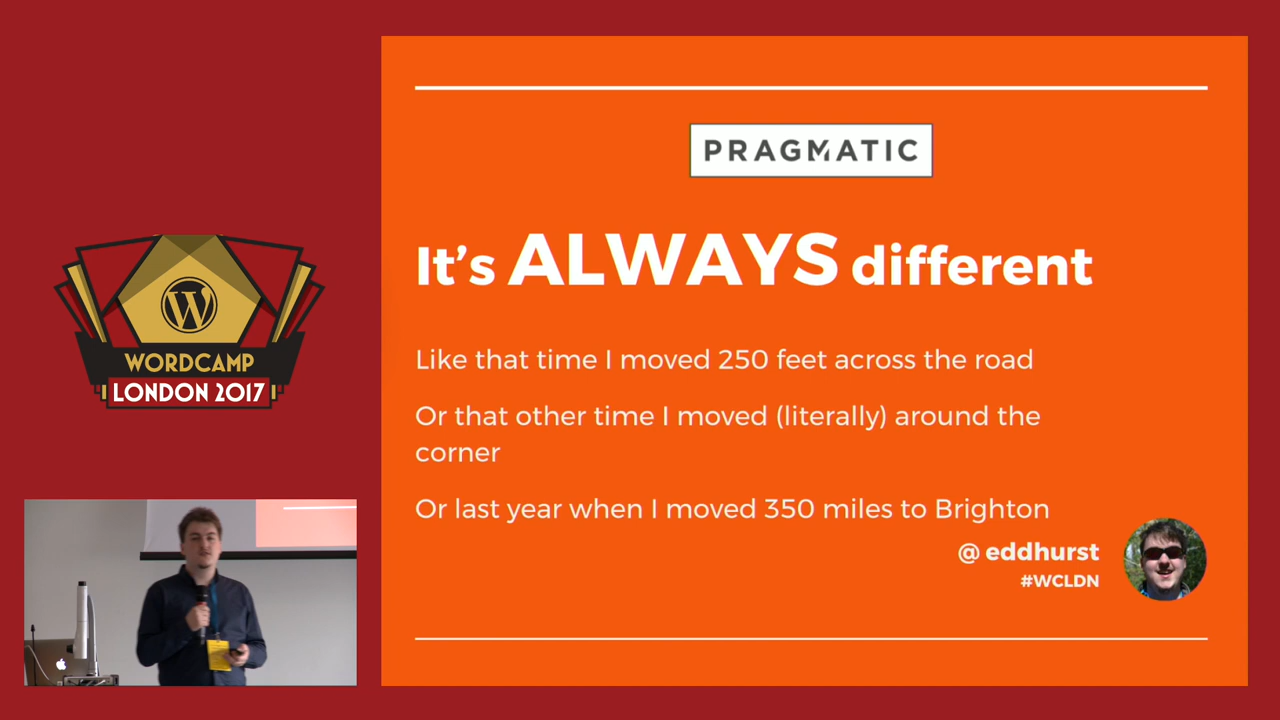 PRAGMATIC
It's ALWAYS different
Like that time I moved 250 feet across the road
Or that other time I moved (literally) around the
corner
Or last year when I moved 350 miles to Brighton
@ eddhurst
#WCLDN
W
WORDCAMP
LONDON 2017